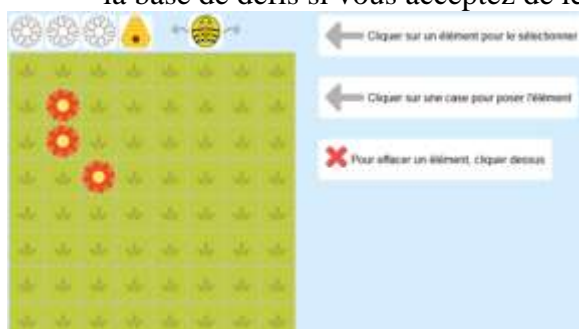 la base de défis si vous acceptez de le
Cliquer sur un élément pour le sélectionner
Cliquer sur une case pour poser l'élément
Pour effacer un élément, cliquer dessus